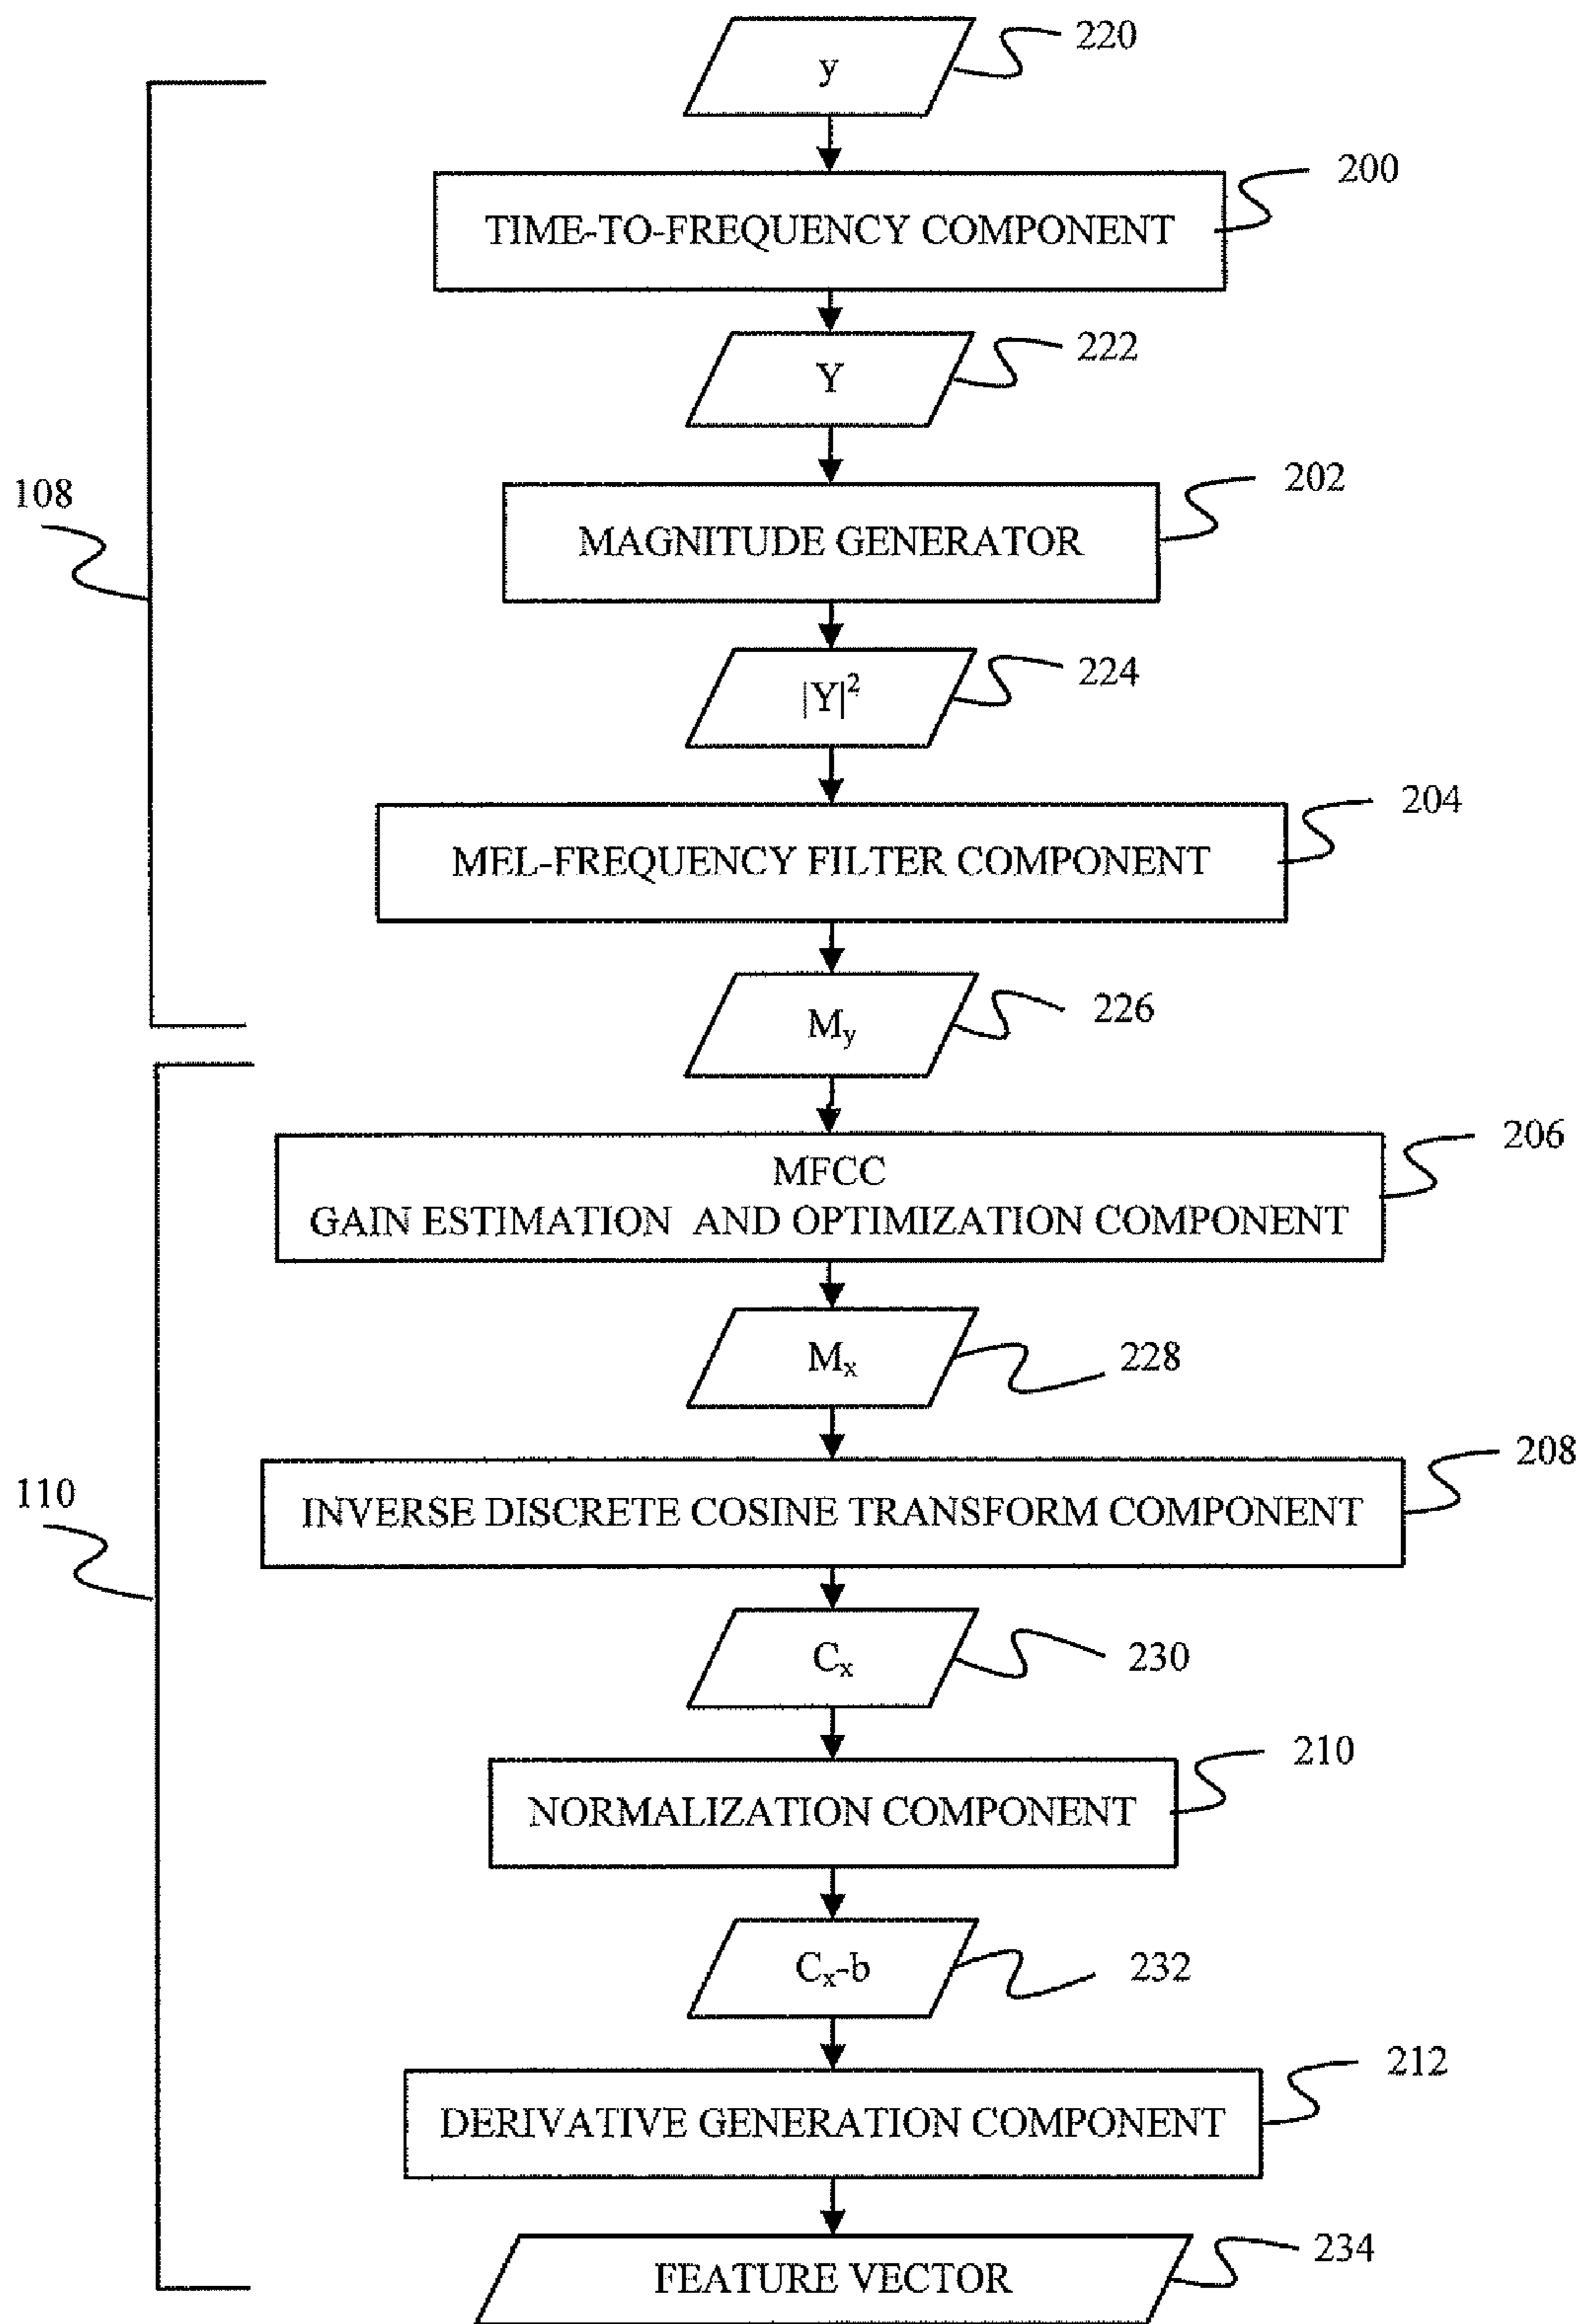 y
220
TIME-TO-FREQUENCY COMPONENT
200
Y
222
MAGNITUDE GENERATOR
202
108
|Y|²
224
MEL-FREQUENCY FILTER COMPONENT
204
My
226
MFCC
GAIN ESTIMATION AND OPTIMIZATION COMPONENT
206
Mx
228
INVERSE DISCRETE COSINE TRANSFORM COMPONENT
208
110
Cx
230
NORMALIZATION COMPONENT
210
Cx-b
232
DERIVATIVE GENERATION COMPONENT
212
FEATURE VECTOR
234